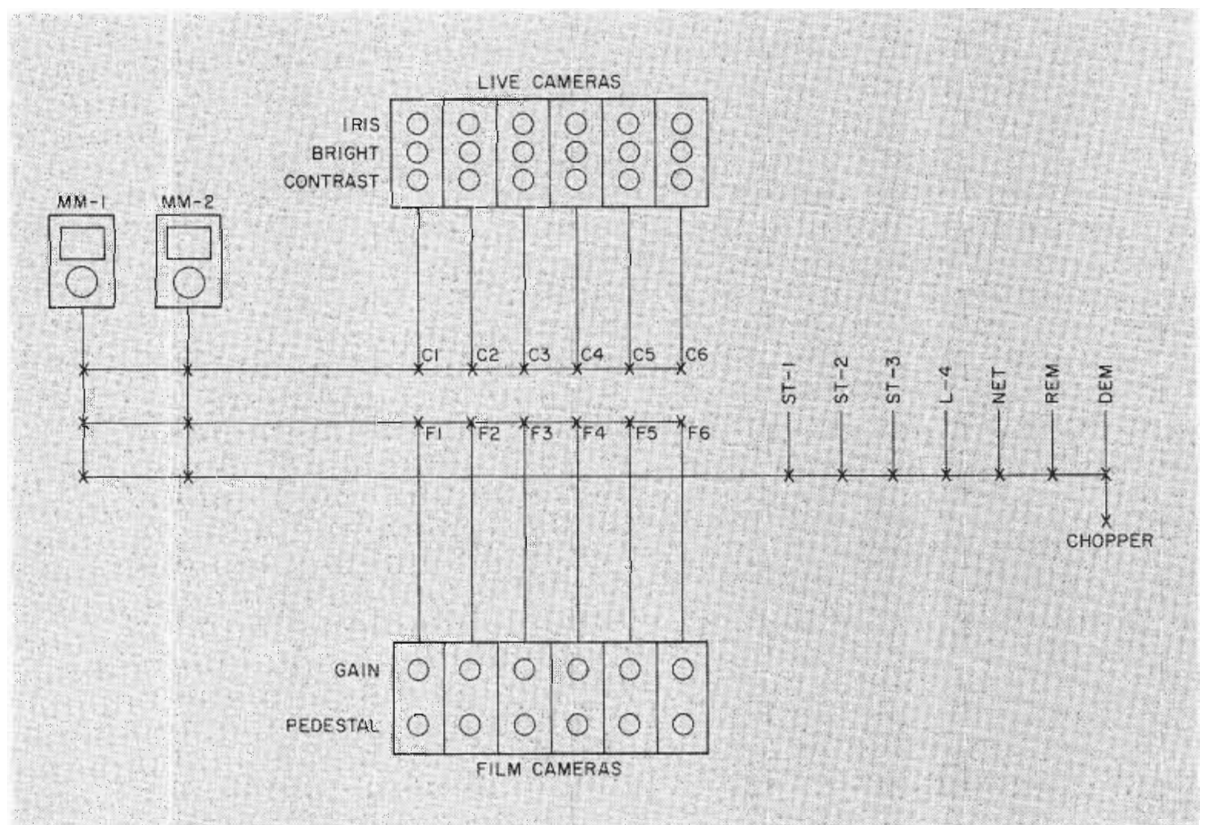 LIVE CAMERAS
IRIS
BRIGHT
CONTRAST
MM-1 MM-2
C1 C2 C3 C4 C5 C6
ST-1 ST-2 ST-3 L-4 NET REM DEM
F1 F2 F3 F4 F5 F6
CHOPPER
GAIN
PEDESTAL
FILM CAMERAS